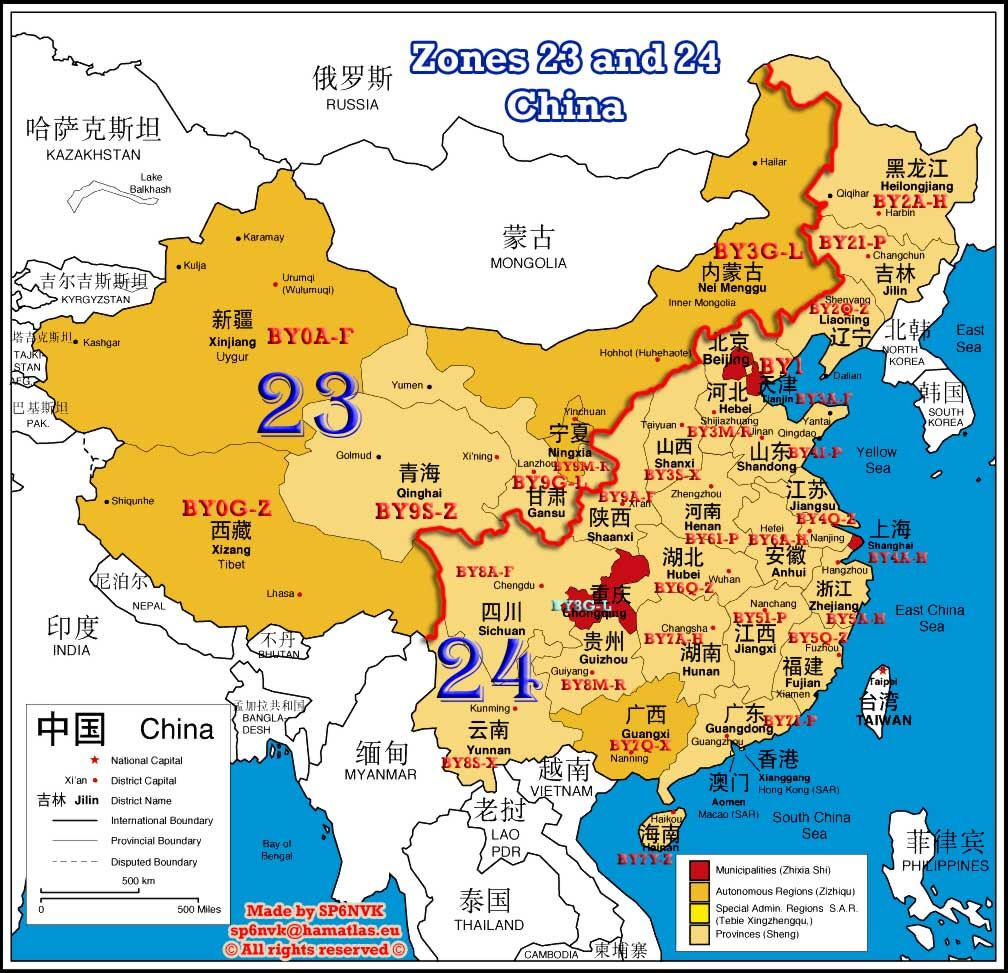 Zones 23 and 24
China
俄罗斯
RUSSIA
哈萨克斯坦
KAZAKHSTAN
Lake
Balkhash
蒙古
MONGOLIA
吉尔吉斯斯坦
KYRGYZSTAN
塔吉克斯坦
TAJIKI
STAN
AFG.
巴基斯坦
PAK.
Hailar
黑龙江
Heilongjiang
BY2A-H
Qiqihar
Harbin
BY2I-P
Changchun
吉林
Jilin
Shenyang
BY2Q-Z
Liaoning
辽宁
Dalian
北韩
NORTH
KOREA
韩国
SOUTH
KOREA
East
Sea
Yellow
Sea
Karamay
Kulja
Urumqi
(Wulumuqi)
Kashgar
新疆
Xinjiang
Uygur
BY0A-F
23
BY3G-L
内蒙古
Nei Menggu
Inner Mongolia
Hohhot (Huhehaote)
北京
Beijing
BY1
天津
Tianjin
BY3A-F
河北
Hebei
Shijiazhuang
BY3M-R
Taiyuan
山西
Shanxi
BY3S-X
Jinan
Qingdao
Yantai
山东
Shandong
BY4I-P
Yumen
Golmud
Xi'ning
青海
Qinghai
BY9S-Z
Yinchuan
宁夏
Ningxia
BY9M-R
Lanzhou
BY9G-L
甘肃
Gansu
BY9A-F
Xi'an
陕西
Shaanxi
Zhengzhou
河南
Henan
BY6I-P
江苏
Jiangsu
BY4Q-Z
Nanjing
Hefei
BY6A-H
安徽
Anhui
上海
Shanghai
BY4A-H
Hangzhou
浙江
Zhejiang
BY5A-H
Shiqunhe
BY0G-Z
西藏
Xizang
Tibet
Lhasa
BY8A-F
Chengdu
四川
Sichuan
24
重庆
Chongqing
BY3G-L
湖北
Hubei
Wuhan
BY6Q-Z
Changsha
BY7A-H
湖南
Hunan
Nanchang
BY5I-P
江西
Jiangxi
BY5Q-Z
Fuzhou
福建
Fujian
Xiamen
贵州
Guizhou
Guiyang
BY8M-R
Kunming
云南
Yunnan
BY8S-X
广西
Guangxi
BY7Q-X
Nanning
广东
Guangdong
BY7I-P
Guangzhou
香港
Xianggang
Hong Kong (SAR)
澳门
Aomen
Macao (SAR)
Haikou
海南
Hainan
BY7Y-Z
Taipei
台湾
TAIWAN
East China
Sea
South China
Sea
尼泊尔
NEPAL
印度
INDIA
不丹
BHUTAN
孟加拉共和国
BANGLA-
DESH
缅甸
MYANMAR
越南
VIETNAM
老挝
LAO
PDR
泰国
THAILAND
CAMBODIA 柬埔寨
菲律宾
PHILIPPINES
Bay of
Bengal
中国 China
National Capital
Xi'an District Capital
吉林 Jilin District Name
International Boundary
Provincial Boundary
Disputed Boundary
500 km
0 500 Miles
Made by SP6NVK
sp6nvk@hamatlas.eu
© All rights reserved ©
Municipalities (Zhixia Shi)
Autonomous Regions (Zizhiqu)
Special Admin. Regions S.A.R.
(Tebie Xingzhengqu.)
Provinces (Sheng)